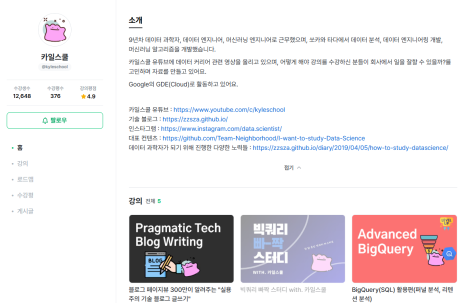 카일스쿨
@kyleschool
수강생수
수강평수
강의평점
12,648
376
4.9
팔로우
홈
강의
로드맵
수강평
게시글
소개
9년차 데이터 과학자, 데이터 엔지니어, 머신러닝 엔지니어로 근무했으며, 쏘카와 타다에서 데이터 분석, 데이터 엔지니어링 개발,
머신러닝 알고리즘을 개발했습니다.
카일스쿨 유튜브에 데이터 커리어 관련 영상을 올리고 있으며, 어떻게 해야 강의를 수강하신 분들이 회사에서 일을 잘할 수 있을까?를
고민하며 자료를 만들고 있어요.
Google의 GDE(Cloud)로 활동하고 있어요.
카일스쿨 유튜브 : https://www.youtube.com/c/kyleschool
기술 블로그 : https://zzsza.github.io/
인스타그램 : https://www.instagram.com/data.scientist/
대표 컨텐츠 : https://github.com/Team-Neighborhood/I-want-to-study-Data-Science
데이터 과학자가 되기 위해 진행한 다양한 노력들 : https://zzsza.github.io/diary/2019/04/05/how-to-study-datascience/
접기
강의 전체 5
Pragmatic Tech
Blog Writing
BLOG
빅쿼리
빠-짝
스터디
WITH. 카일스쿨
Advanced
BigQuery
블로그 페이지뷰 300만이 알려주는 "실용
주의 기술 블로그 글쓰기"
빅쿼리 빠짝 스터디 with. 카일스쿨
BigQuery(SQL) 활용편(퍼널 분석, 리텐
션 분석)